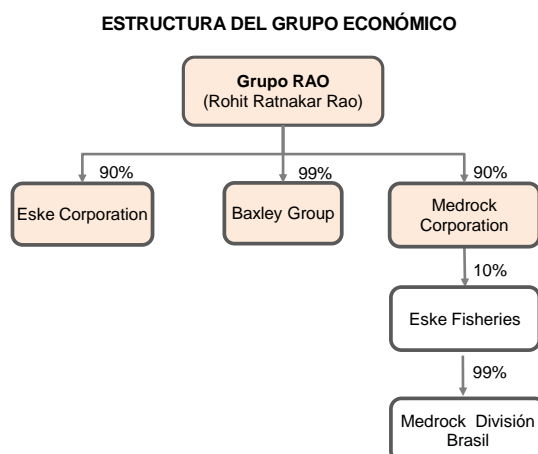 ESTRUCTURA DEL GRUPO ECONÓMICO
Grupo RAO
(Rohit Ratnakar Rao)
90%
99%
90%
Eske Corporation
Baxley Group
Medrock
Corporation
10%
Eske Fisheries
99%
Medrock División
Brasil